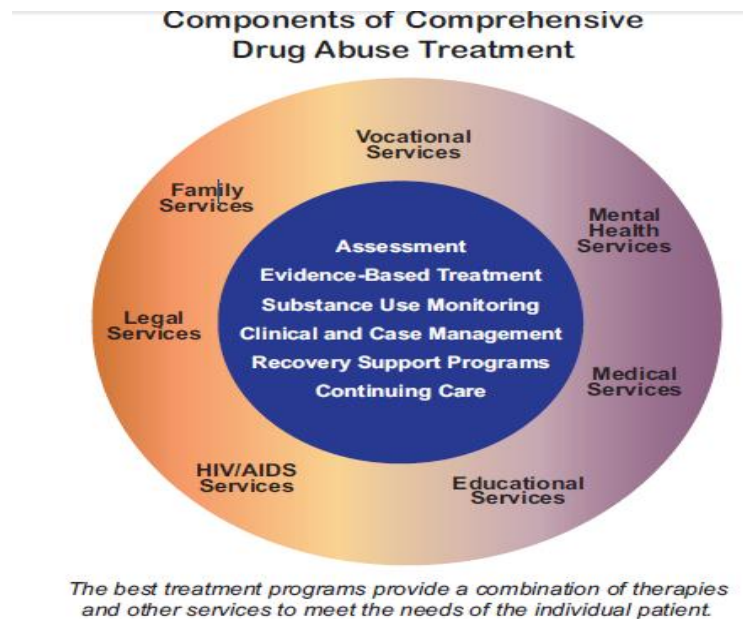 Components of Comprehensive
Drug Abuse Treatment
Vocational
Services
Family
Services
Mental
Health
Services
Assessment
Evidence-Based Treatment
Substance Use Monitoring
Clinical and Case Management
Recovery Support Programs
Continuing Care
Legal
Services
Medical
Services
HIV/AIDS
Services
Educational
Services
The best treatment programs provide a combination of therapies
and other services to meet the needs of the individual patient.